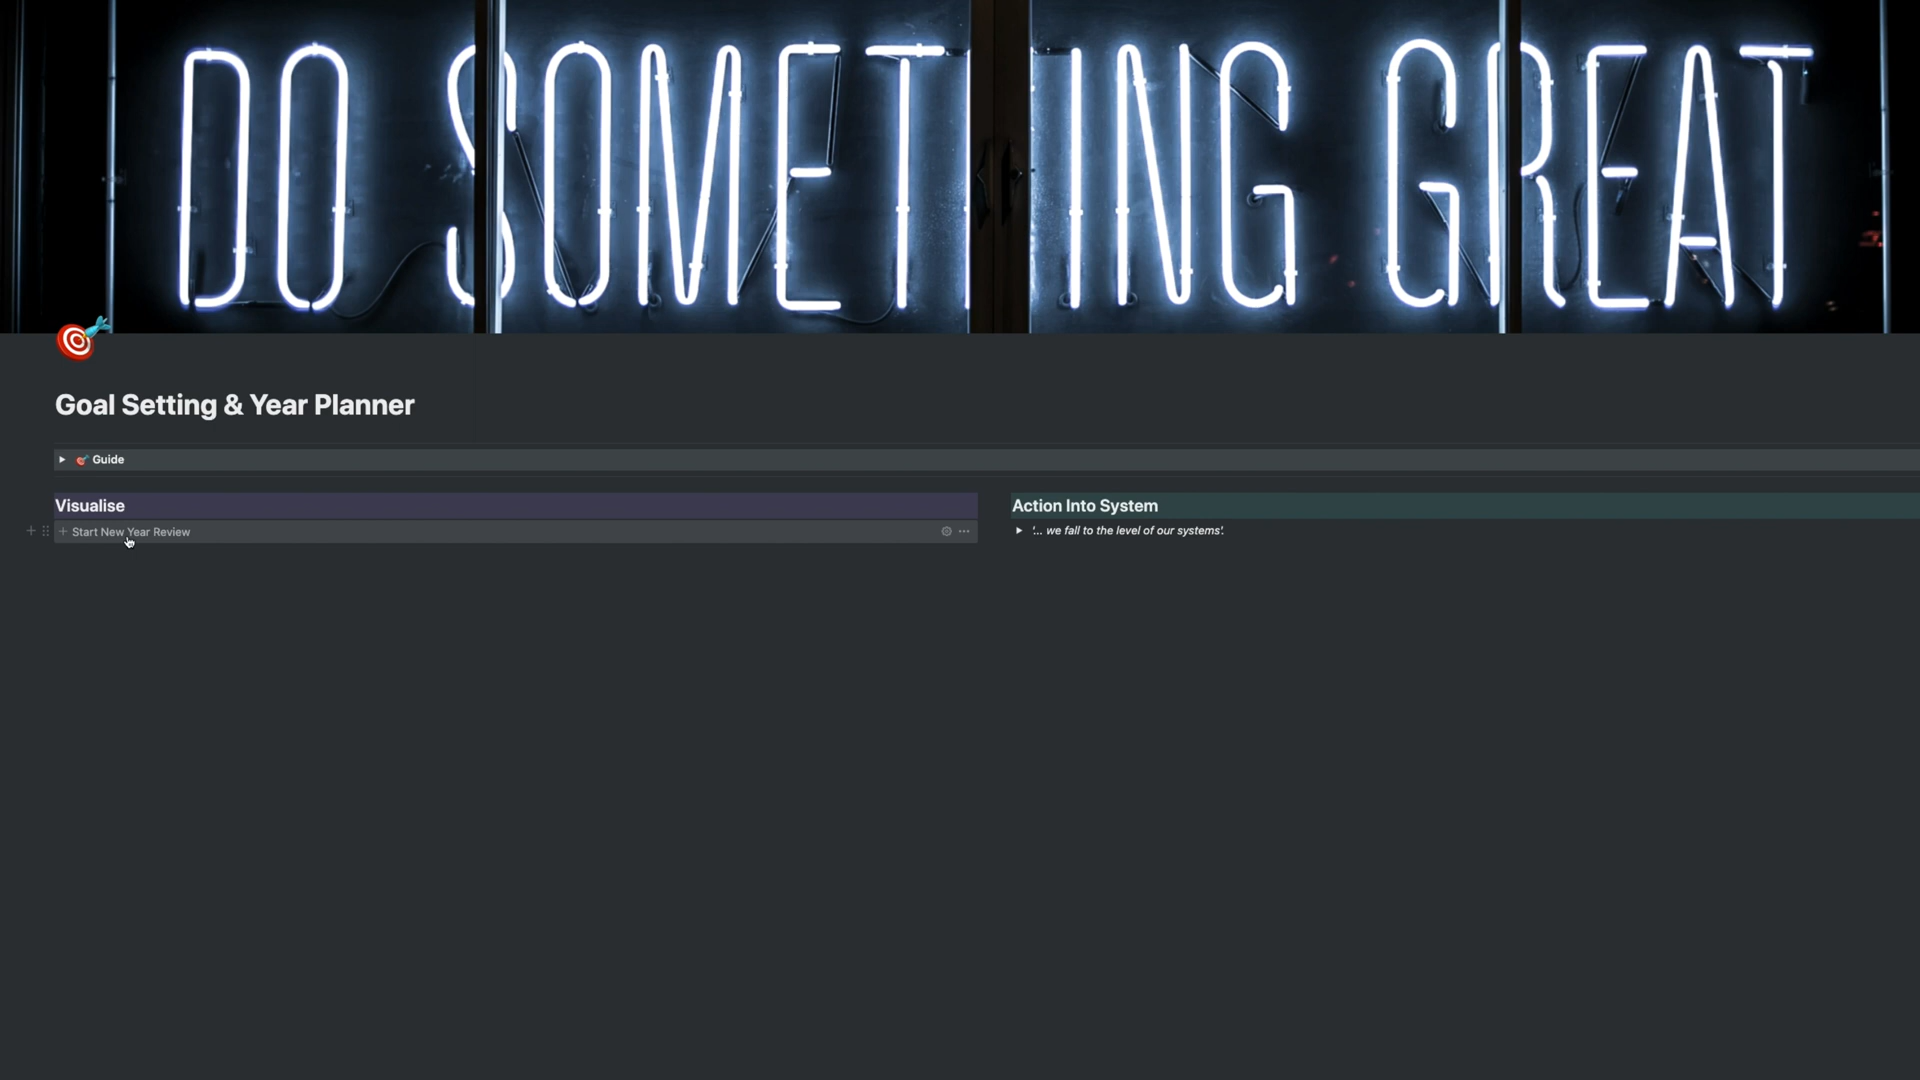 DO SOMETHING GREAT
Goal Setting & Year Planner
Guide
Visualise
Start New Year Review
Action Into System
'... we fall to the level of our systems'.